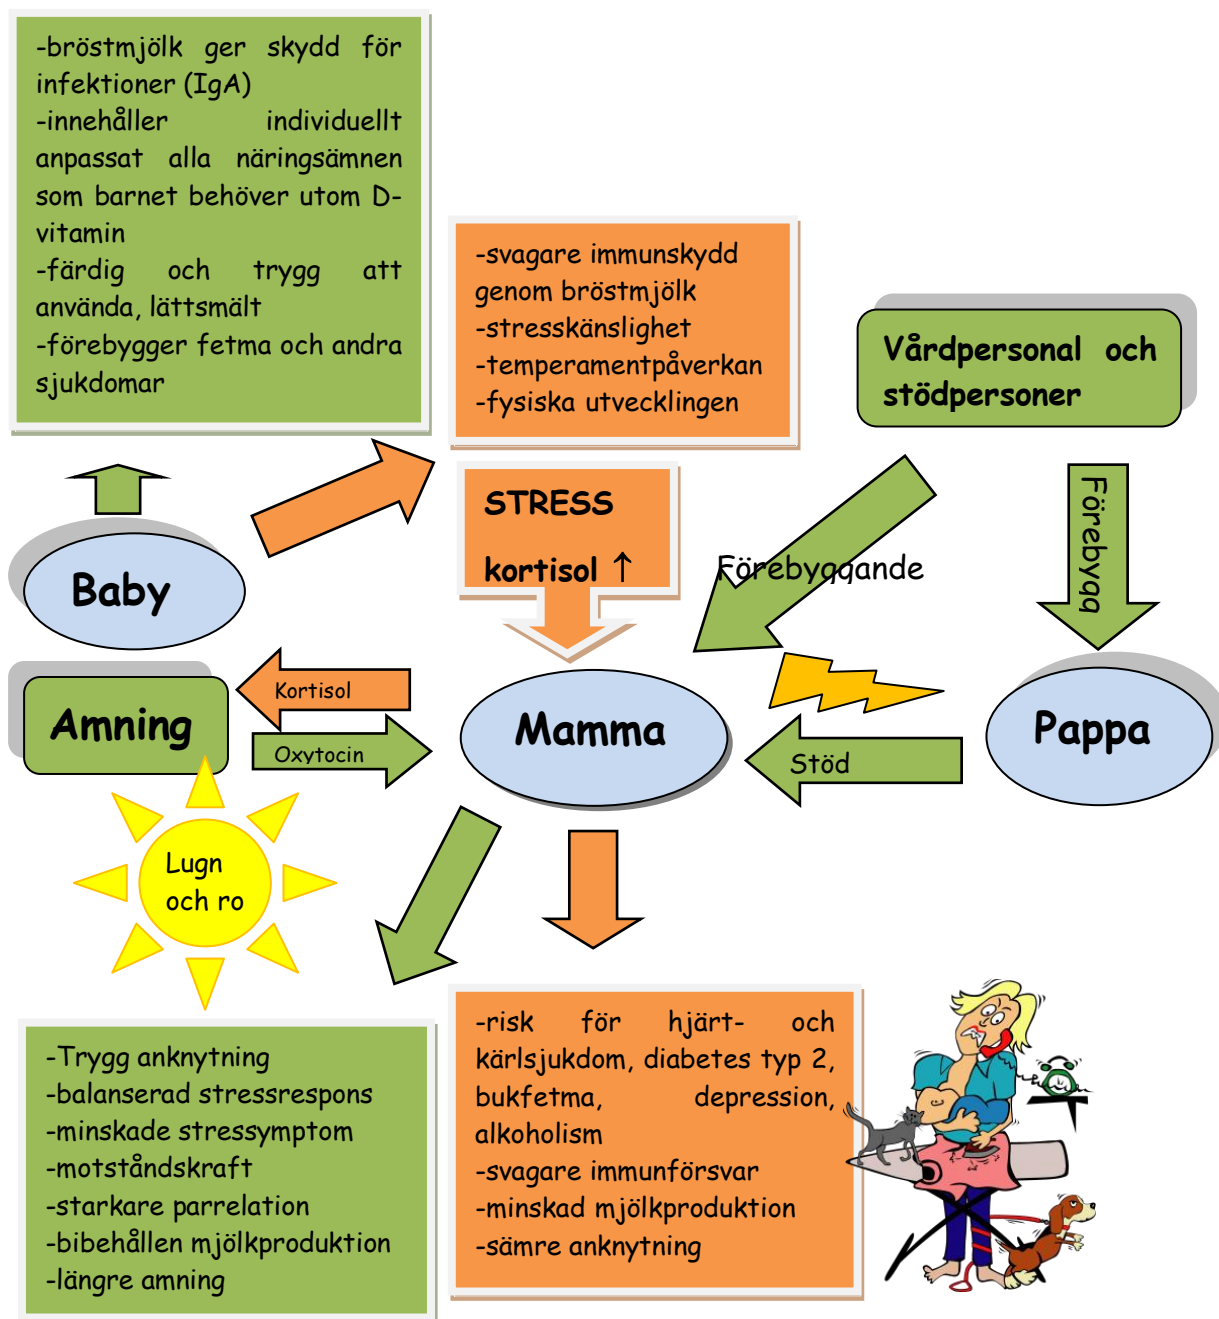 -bröstmjölk ger skydd för
infektioner (IgA)
-innehåller individuellt
anpassat alla näringsämnen
som barnet behöver utom D-
vitamin
-färdig och trygg att
använda, lättsmält
-förebygger fetma och andra
sjukdomar
-svagare immunskydd
genom bröstmjölk
-stresskänslighet
-temperamentpåverkan
-fysiska utvecklingen
Vårdpersonal och
stödpersoner
STRESS
kortisol ↑
Förebyggande
Förebygg
Baby
Kortisol
Amning
Oxytocin
Mamma
Stöd
Pappa
Lugn
och ro
-Trygg anknytning
-balanserad stressrespons
-minskade stressymptom
-motståndskraft
-starkare parrelation
-bibehållen mjölkproduktion
-längre amning
-risk för hjärt- och
kärlsjukdom, diabetes typ 2,
bukfetma, depression,
alkoholism
-svagare immunförsvar
-minskad mjölkproduktion
-sämre anknytning